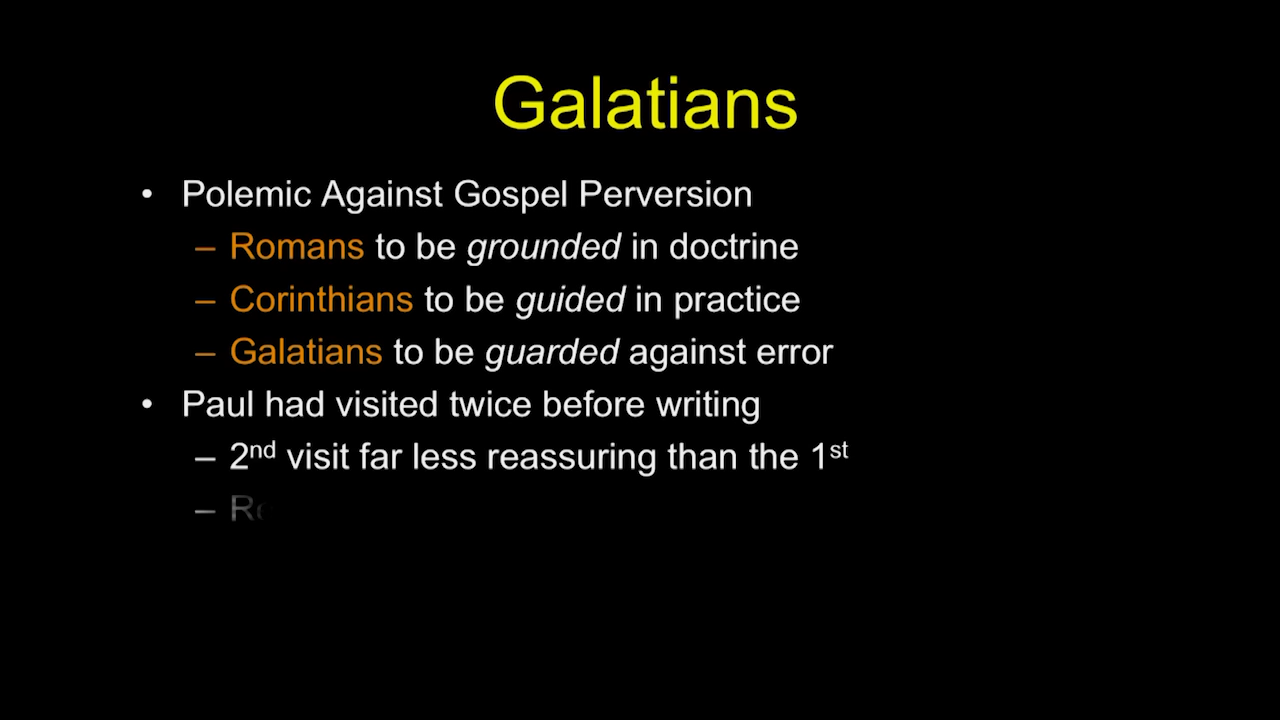 Galatians
• Polemic Against Gospel Perversion
– Romans to be grounded in doctrine
– Corinthians to be guided in practice
– Galatians to be guarded against error
• Paul had visited twice before writing
– 2nd visit far less reassuring than the 1st
–